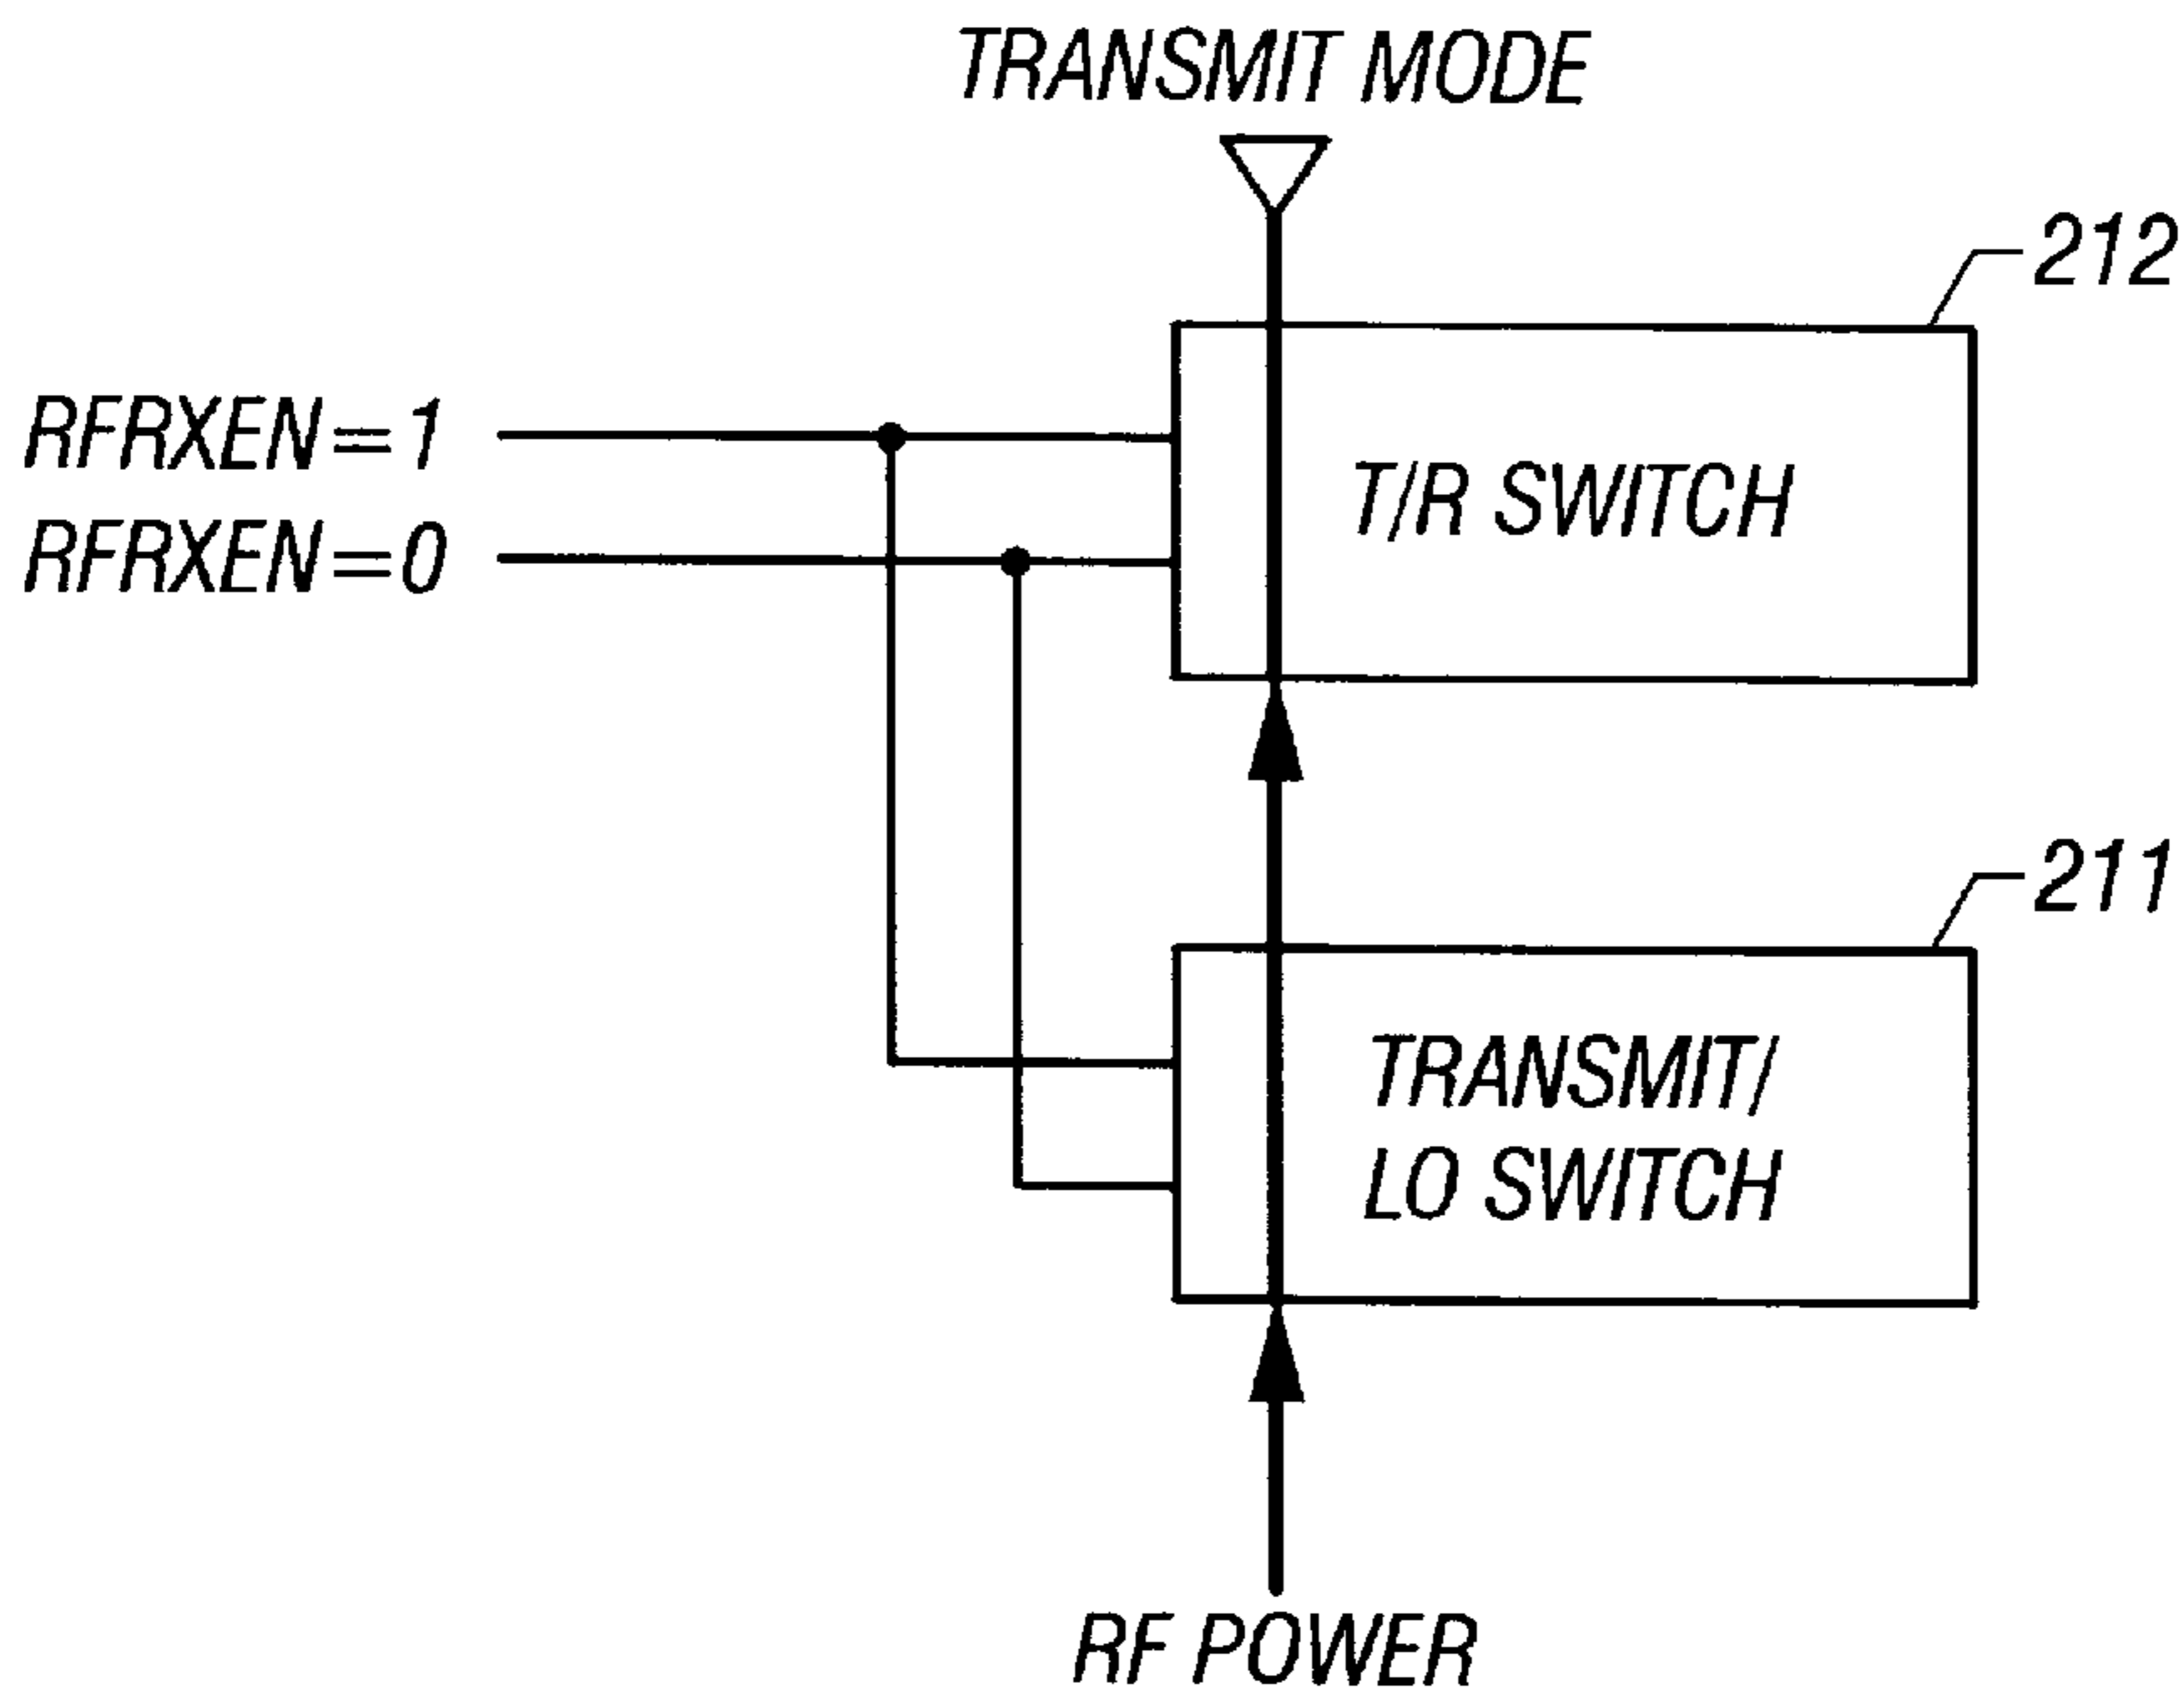 TRANSMIT MODE
212
RFRXEN=1
RFRXEN=0
T/R SWITCH
211
TRANSMIT/
LO SWITCH
RF POWER